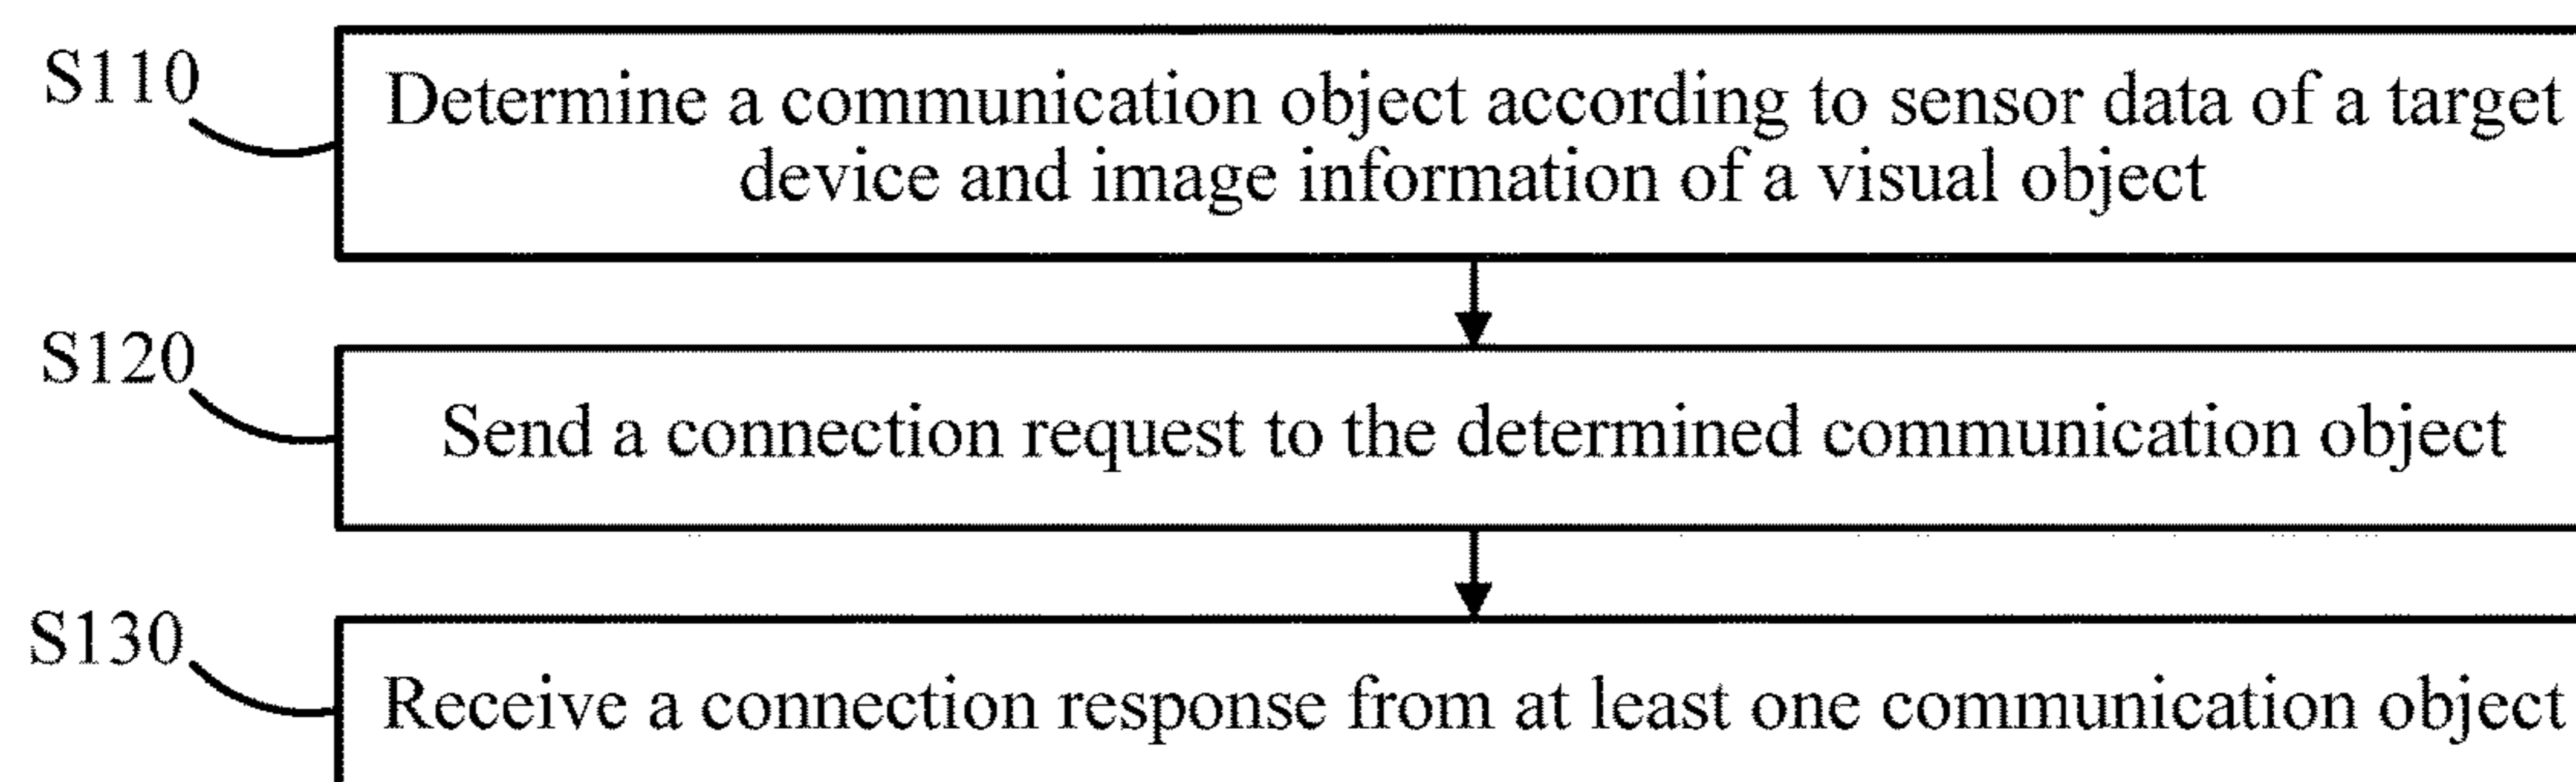 S110
Determine a communication object according to sensor data of a target
device and image information of a visual object
S120
Send a connection request to the determined communication object
S130
Receive a connection response from at least one communication object